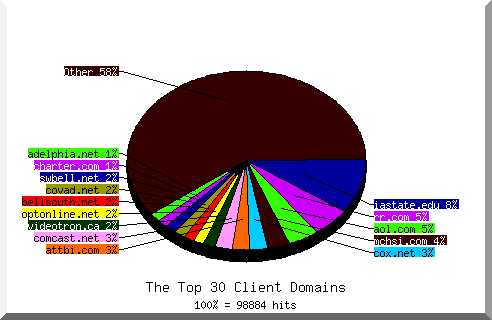 Other 58%
adelphia.net 1%
charter.com 1%
swbell.net 2%
covad.net 2%
bellsouth.net 2%
optonline.net 2%
videotron.ca 2%
comcast.net 3%
attbi.com 3%
iastate.edu 8%
rr.com 5%
aol.com 5%
mchsi.com 4%
cox.net 3%
The Top 30 Client Domains
100% = 98884 hits